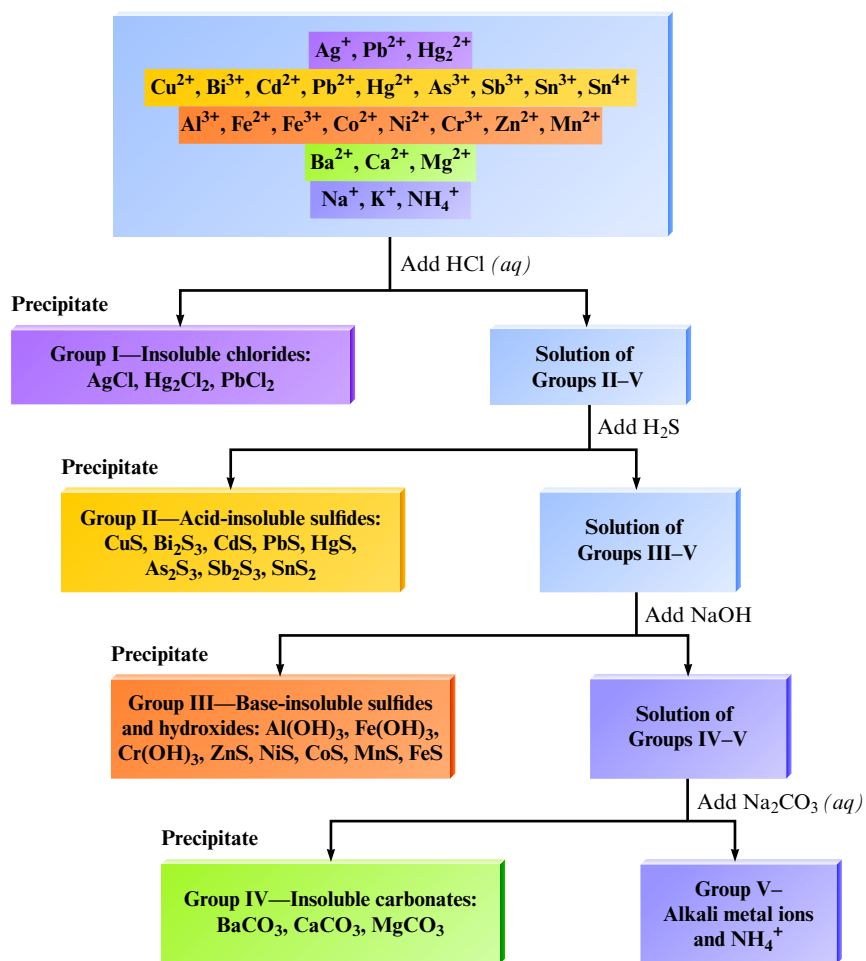 Ag⁺, Pb²⁺, Hg₂²⁺
Cu²⁺, Bi³⁺, Cd²⁺, Pb²⁺, Hg²⁺, As³⁺, Sb³⁺, Sn³⁺, Sn⁴⁺
Al³⁺, Fe²⁺, Fe³⁺, Co²⁺, Ni²⁺, Cr³⁺, Zn²⁺, Mn²⁺
Ba²⁺, Ca²⁺, Mg²⁺
Na⁺, K⁺, NH₄⁺
Add HCl (aq)
Precipitate
Group I—Insoluble chlorides:
AgCl, Hg₂Cl₂, PbCl₂
Solution of
Groups II–V
Add H₂S
Precipitate
Group II—Acid-insoluble sulfides:
CuS, Bi₂S₃, CdS, PbS, HgS,
As₂S₃, Sb₂S₃, SnS₂
Solution of
Groups III–V
Add NaOH
Precipitate
Group III—Base-insoluble sulfides
and hydroxides: Al(OH)₃, Fe(OH)₃,
Cr(OH)₃, ZnS, NiS, CoS, MnS, FeS
Solution of
Groups IV–V
Add Na₂CO₃ (aq)
Precipitate
Group IV—Insoluble carbonates:
BaCO₃, CaCO₃, MgCO₃
Group V–
Alkali metal ions
and NH₄⁺